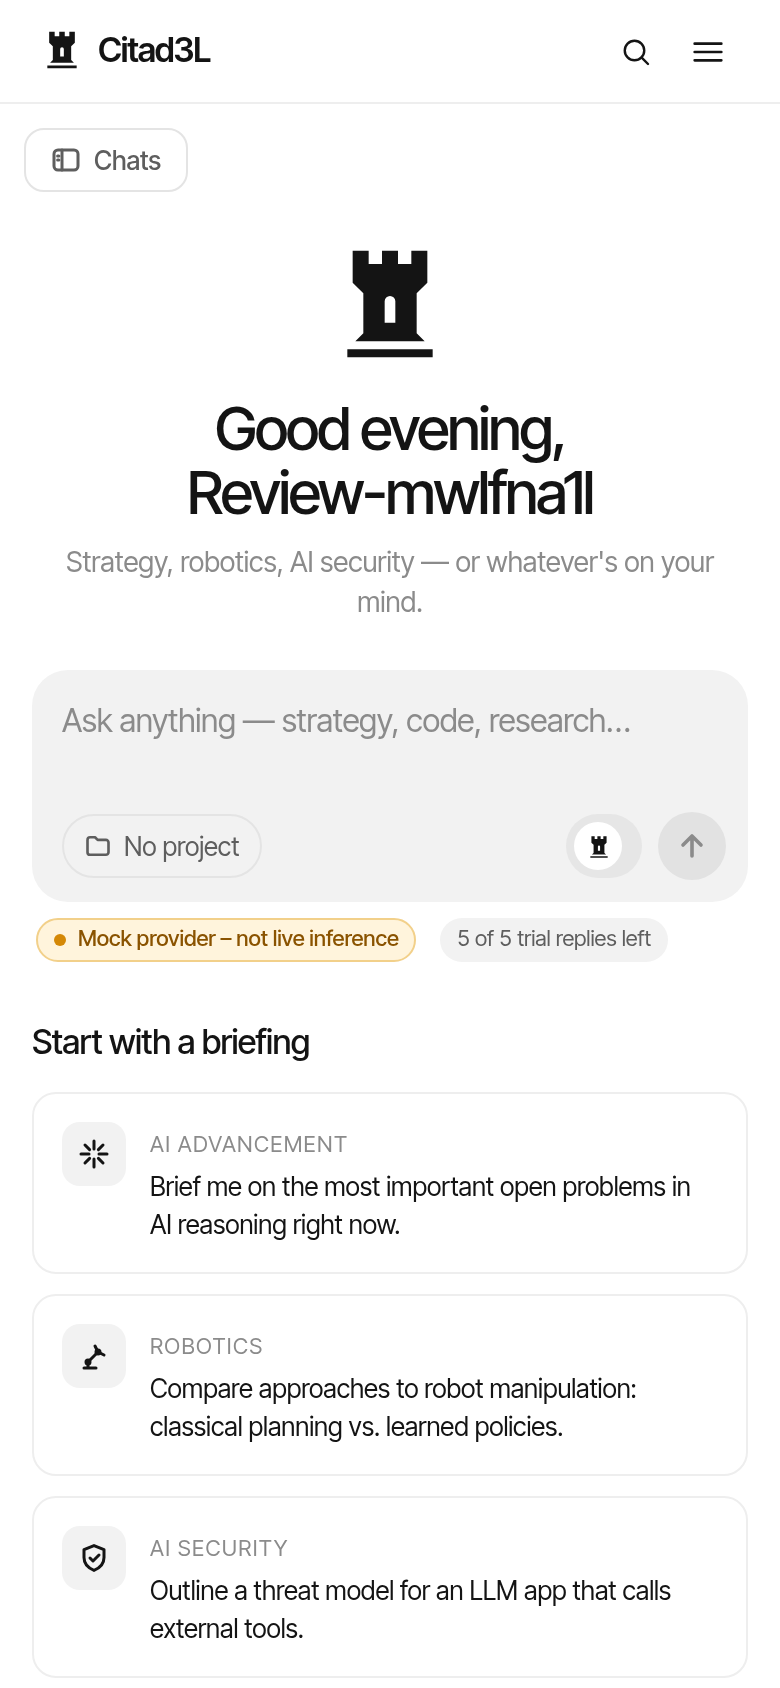 Citad3L
Chats
Good evening,
Review-mwlfna1l
Strategy, robotics, AI security — or whatever's on your
mind.
Ask anything — strategy, code, research...
No project
Mock provider – not live inference
5 of 5 trial replies left
Start with a briefing
AI ADVANCEMENT
Brief me on the most important open problems in
AI reasoning right now.
ROBOTICS
Compare approaches to robot manipulation:
classical planning vs. learned policies.
AI SECURITY
Outline a threat model for an LLM app that calls
external tools.